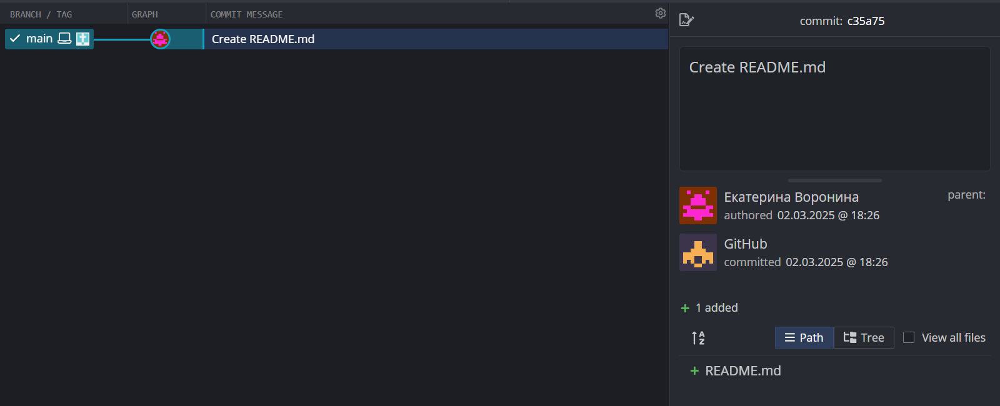 BRANCH / TAG
GRAPH
COMMIT MESSAGE
main
Create README.md
commit: c35a75
Create README.md
Екатерина Воронина
parent:
authored 02.03.2025 @ 18:26
GitHub
committed 02.03.2025 @ 18:26
+ 1 added
A
Z
Path
Tree
View all files
+ README.md